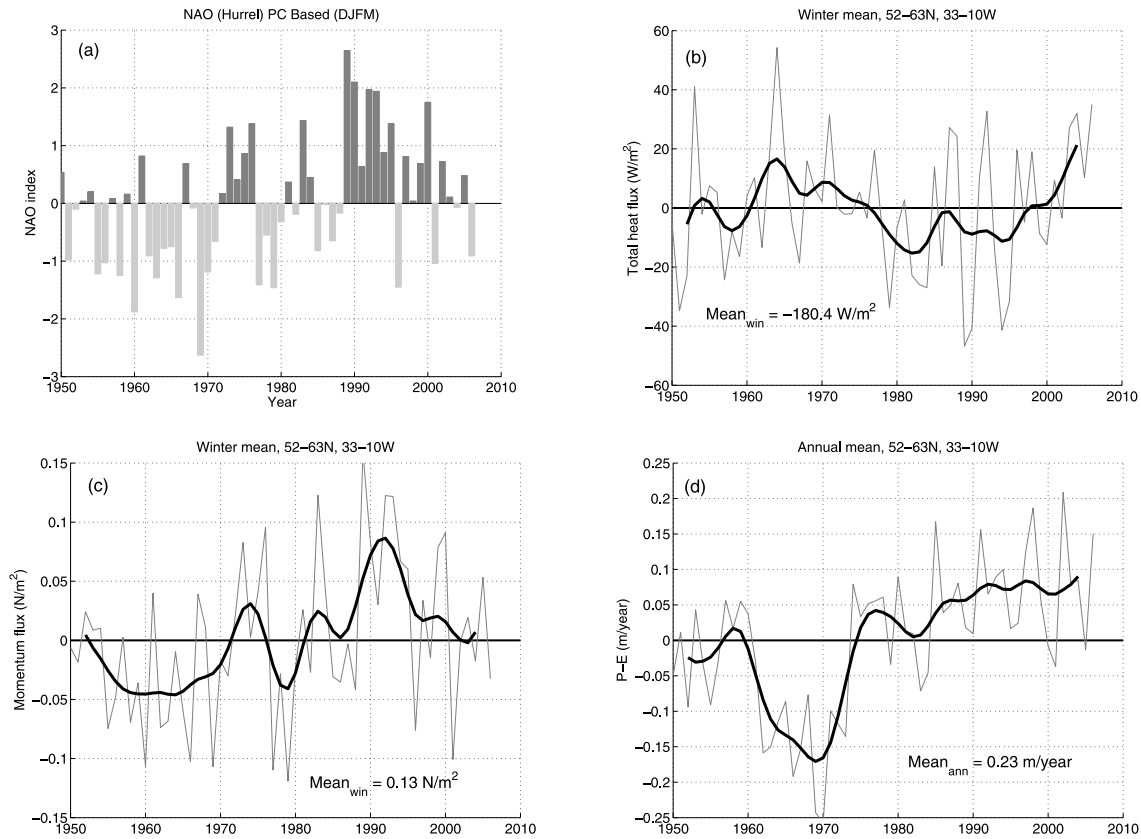 NAO (Hurrel) PC Based (DJFM)
(a)
NAO index
3
2
1
0
−1
−2
−3
1950 1960 1970 1980 1990 2000 2010
Year
Winter mean, 52−63N, 33−10W
(b)
Total heat flux (W/m²)
60
40
20
0
−20
−40
−60
Mean_win = −180.4 W/m²
1950 1960 1970 1980 1990 2000 2010
Winter mean, 52−63N, 33−10W
(c)
Momentum flux (N/m²)
0.15
0.1
0.05
0
−0.05
−0.1
−0.15
Mean_win = 0.13 N/m²
1950 1960 1970 1980 1990 2000 2010
Annual mean, 52−63N, 33−10W
(d)
P−E (m/year)
0.25
0.2
0.15
0.1
0.05
0
−0.05
−0.1
−0.15
−0.2
−0.25
Mean_ann = 0.23 m/year
1950 1960 1970 1980 1990 2000 2010